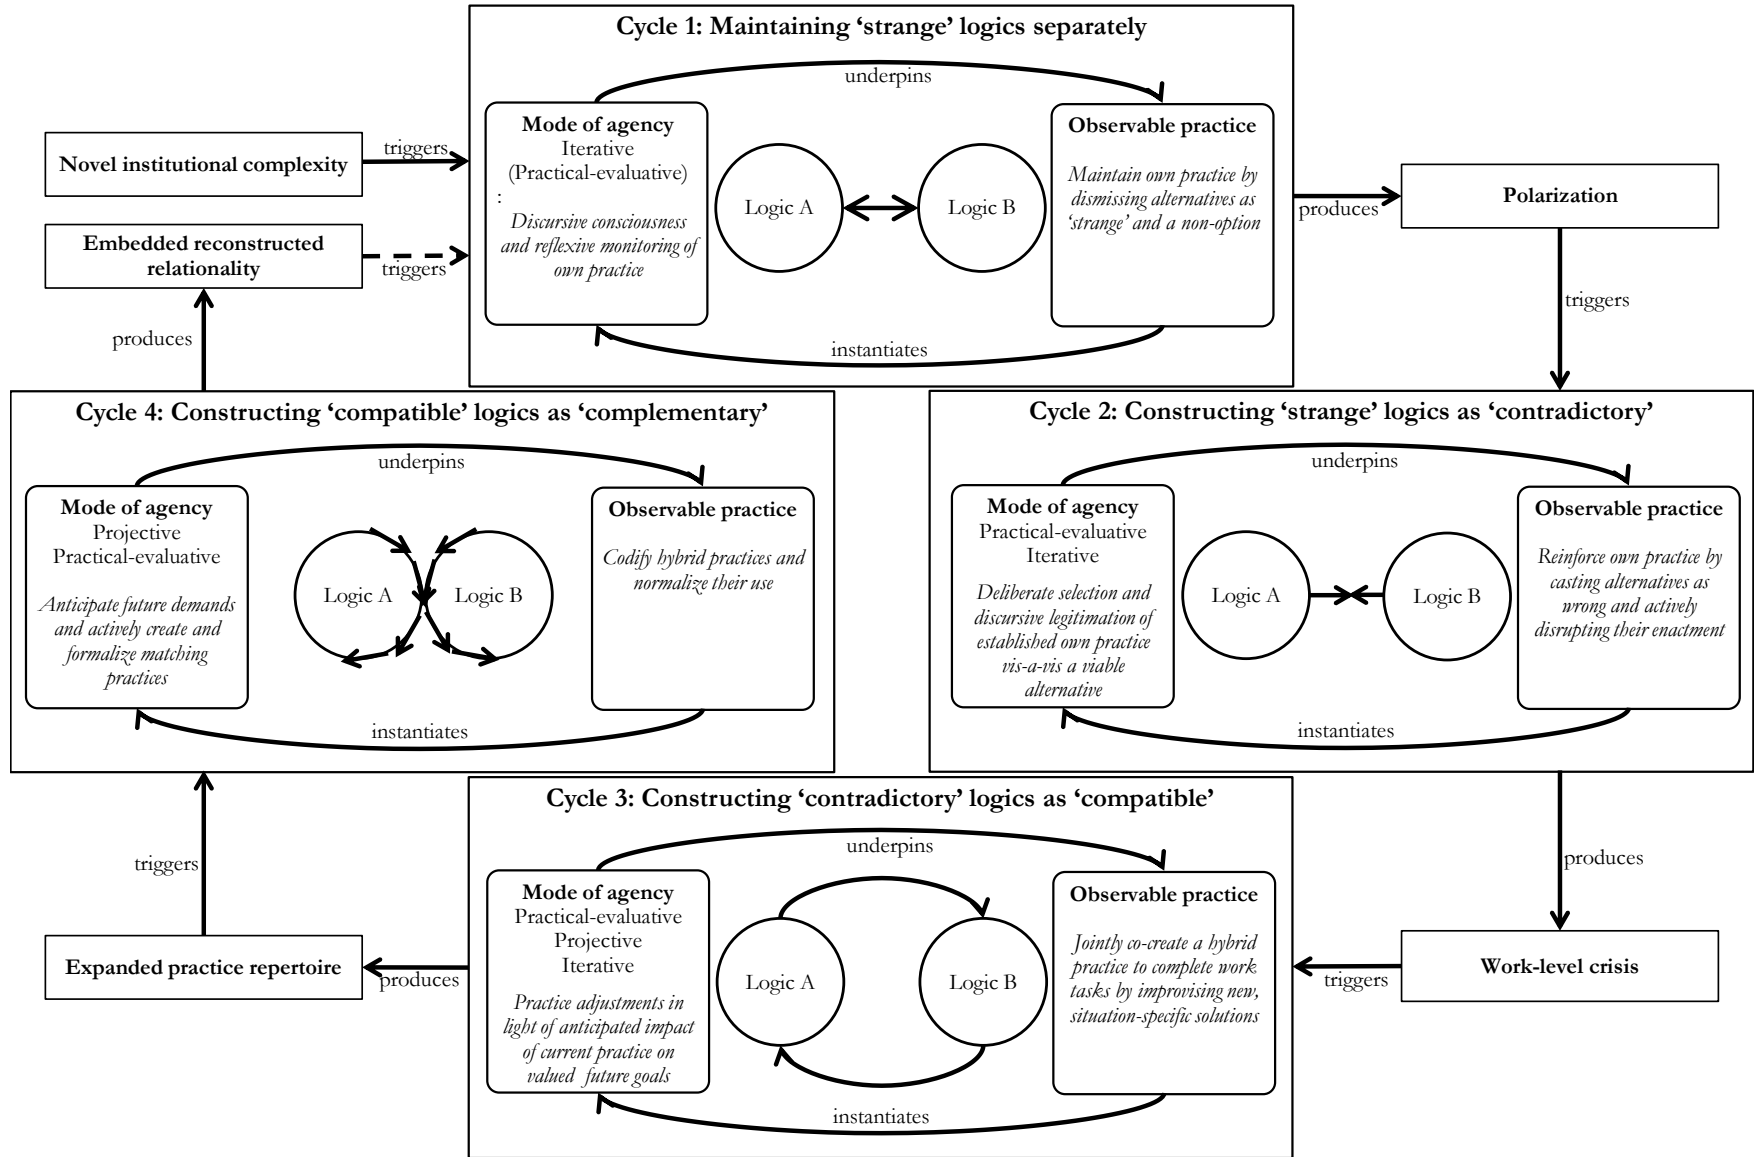 Cycle 1: Maintaining ‘strange’ logics separately
underpins
Mode of agency
Iterative
(Practical-evaluative)
:
Discursive consciousness
and reflexive monitoring of
own practice
Logic A
Logic B
Observable practice
Maintain own practice by
dismissing alternatives as
‘strange’ and a non-option
instantiates
Novel institutional complexity
triggers
Embedded reconstructed
relationality
triggers
produces
produces
Polarization
triggers
Cycle 4: Constructing ‘compatible’ logics as ‘complementary’
underpins
Mode of agency
Projective
Practical-evaluative
Anticipate future demands
and actively create and
formalize matching
practices
Logic A
Logic B
Observable practice
Codify hybrid practices and
normalize their use
instantiates
Cycle 2: Constructing ‘strange’ logics as ‘contradictory’
underpins
Mode of agency
Practical-evaluative
Iterative
Deliberate selection and
discursive legitimation of
established own practice
vis-a-vis a viable
alternative
Logic A
Logic B
Observable practice
Reinforce own practice by
casting alternatives as
wrong and actively
disrupting their enactment
instantiates
triggers
Expanded practice repertoire
produces
Cycle 3: Constructing ‘contradictory’ logics as ‘compatible’
underpins
Mode of agency
Practical-evaluative
Projective
Iterative
Practice adjustments in
light of anticipated impact
of current practice on
valued future goals
Logic A
Logic B
Observable practice
Jointly co-create a hybrid
practice to complete work
tasks by improvising new,
situation-specific solutions
instantiates
produces
triggers
Work-level crisis